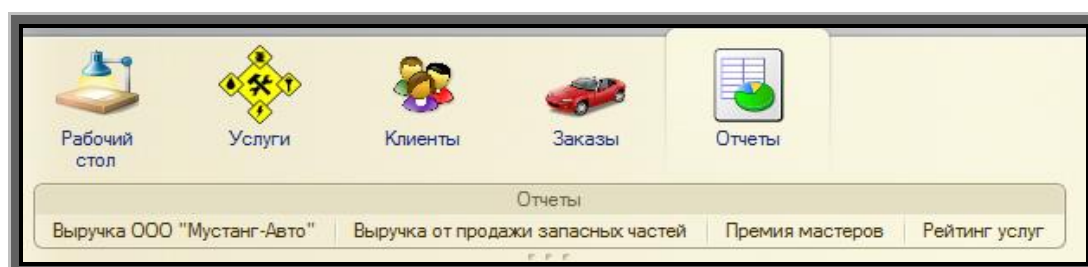 Рабочий стол
Услуги
Клиенты
Заказы
Отчеты
Отчеты
Выручка ООО "Мустанг-Авто"
Выручка от продажи запасных частей
Премия мастеров
Рейтинг услуг